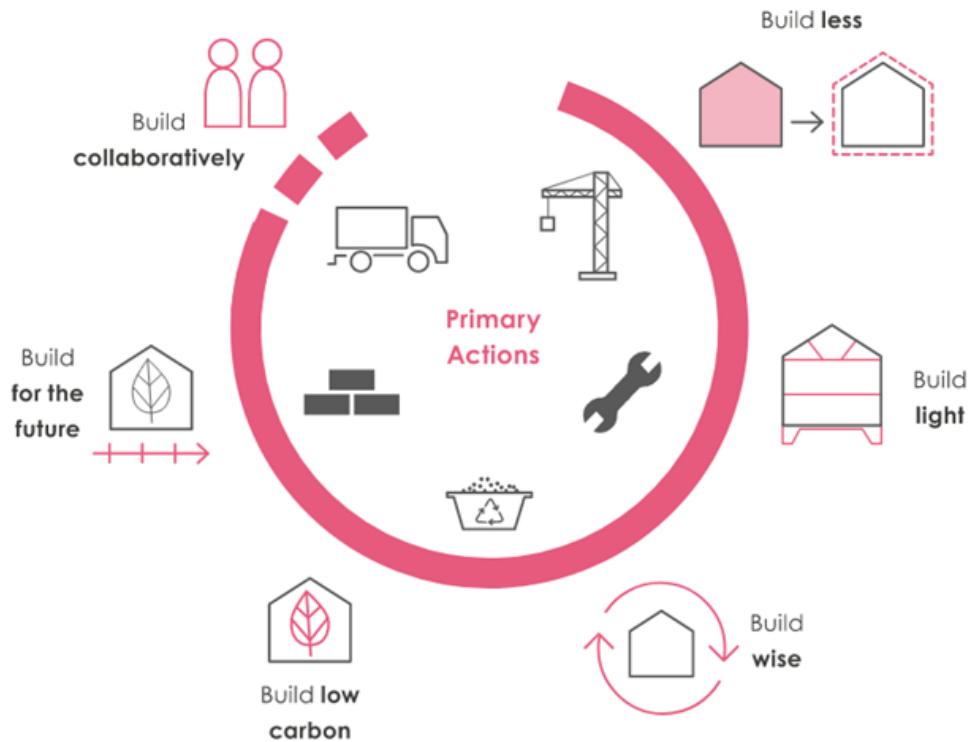 Build less
Build
light
Build
wise
Build low
carbon
Build
for the
future
Build
collaboratively
Primary
Actions